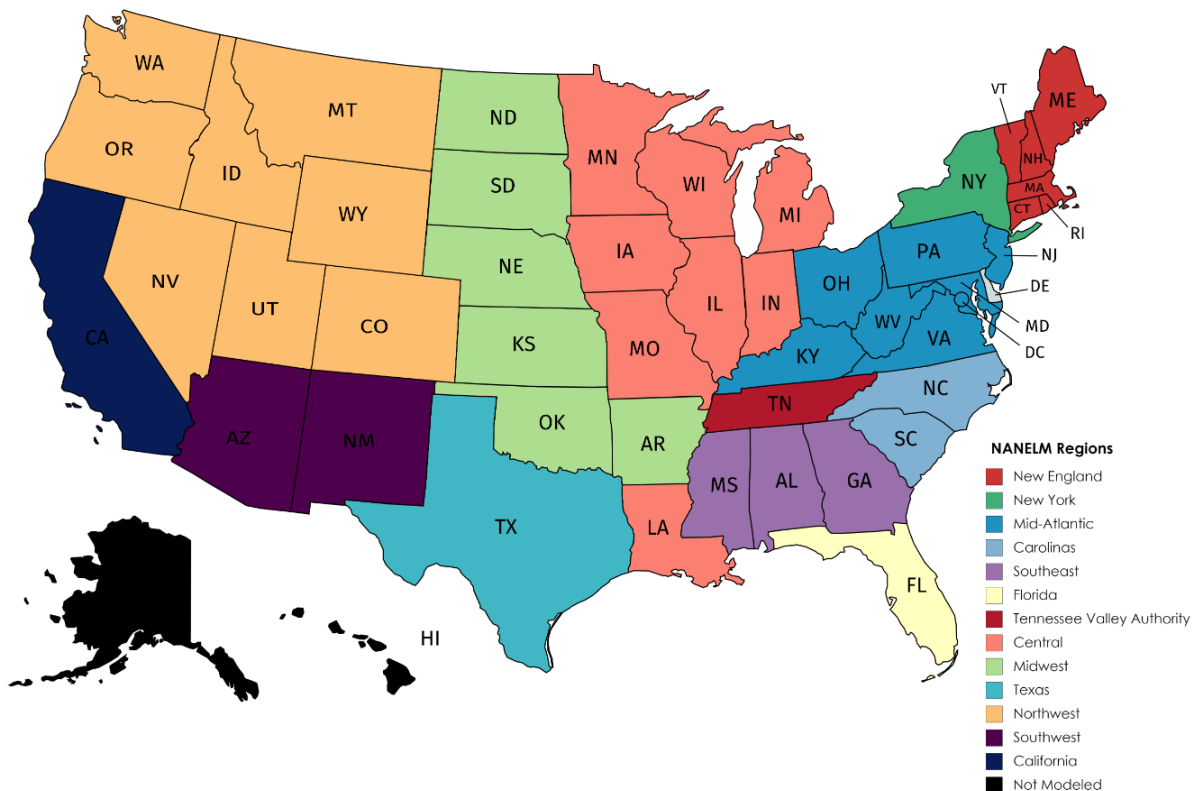 WA
MT
ND
MN
VT
ME
OR
ID
SD
WI
MI
NH
NY
MA
CT
RI
WY
NE
IA
PA
NJ
NV
UT
CO
IL
IN
OH
DE
MD
DC
CA
KS
MO
WV
VA
KY
TN
NC
AZ
NM
OK
AR
SC
MS
AL
GA
TX
LA
FL
HI
NANELM Regions
New England
New York
Mid-Atlantic
Carolinas
Southeast
Florida
Tennessee Valley Authority
Central
Midwest
Texas
Northwest
Southwest
California
Not Modeled